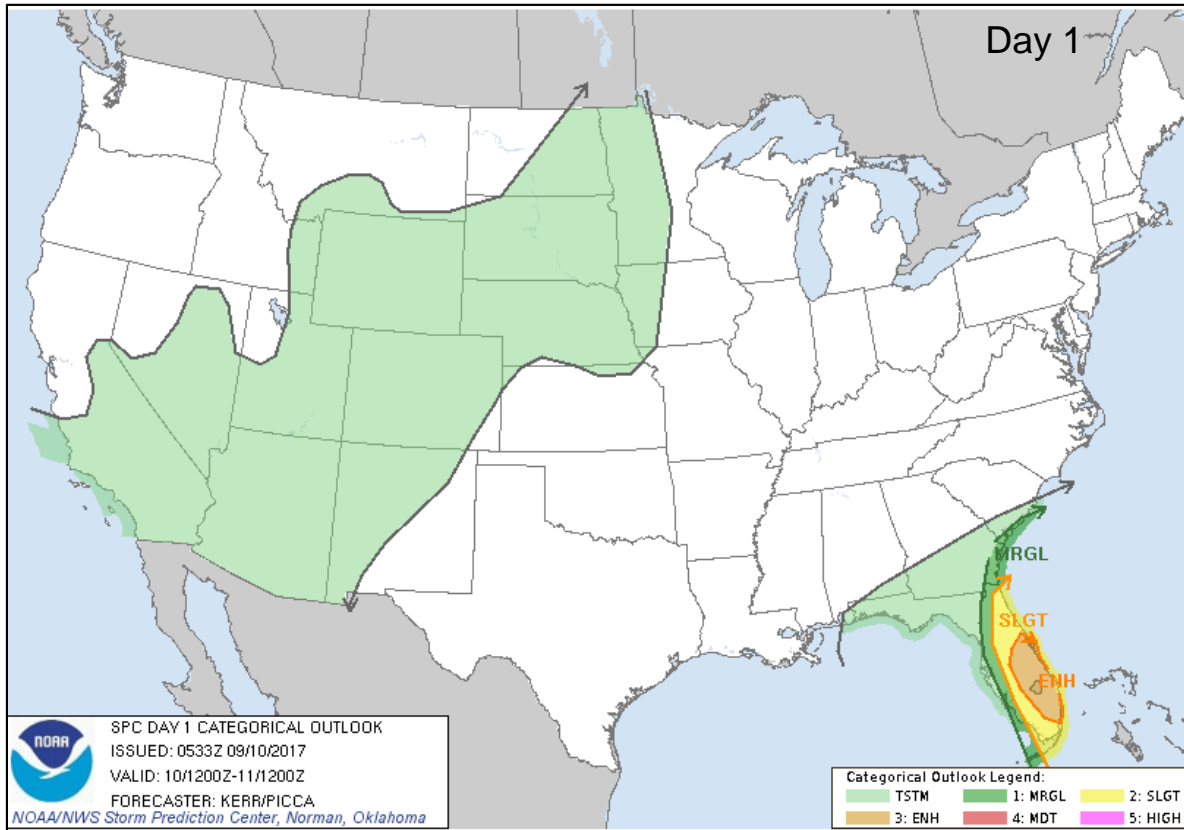 Day 1
MRGL
SLGT
ENH
NOAA
SPC DAY 1 CATEGORICAL OUTLOOK
ISSUED: 0533Z 09/10/2017
VALID: 10/1200Z-11/1200Z
FORECASTER: KERR/PICCA
NOAA/NWS Storm Prediction Center, Norman, Oklahoma
Categorical Outlook Legend:
TSTM 1: MRGL 2: SLGT
3: ENH 4: MDT 5: HIGH